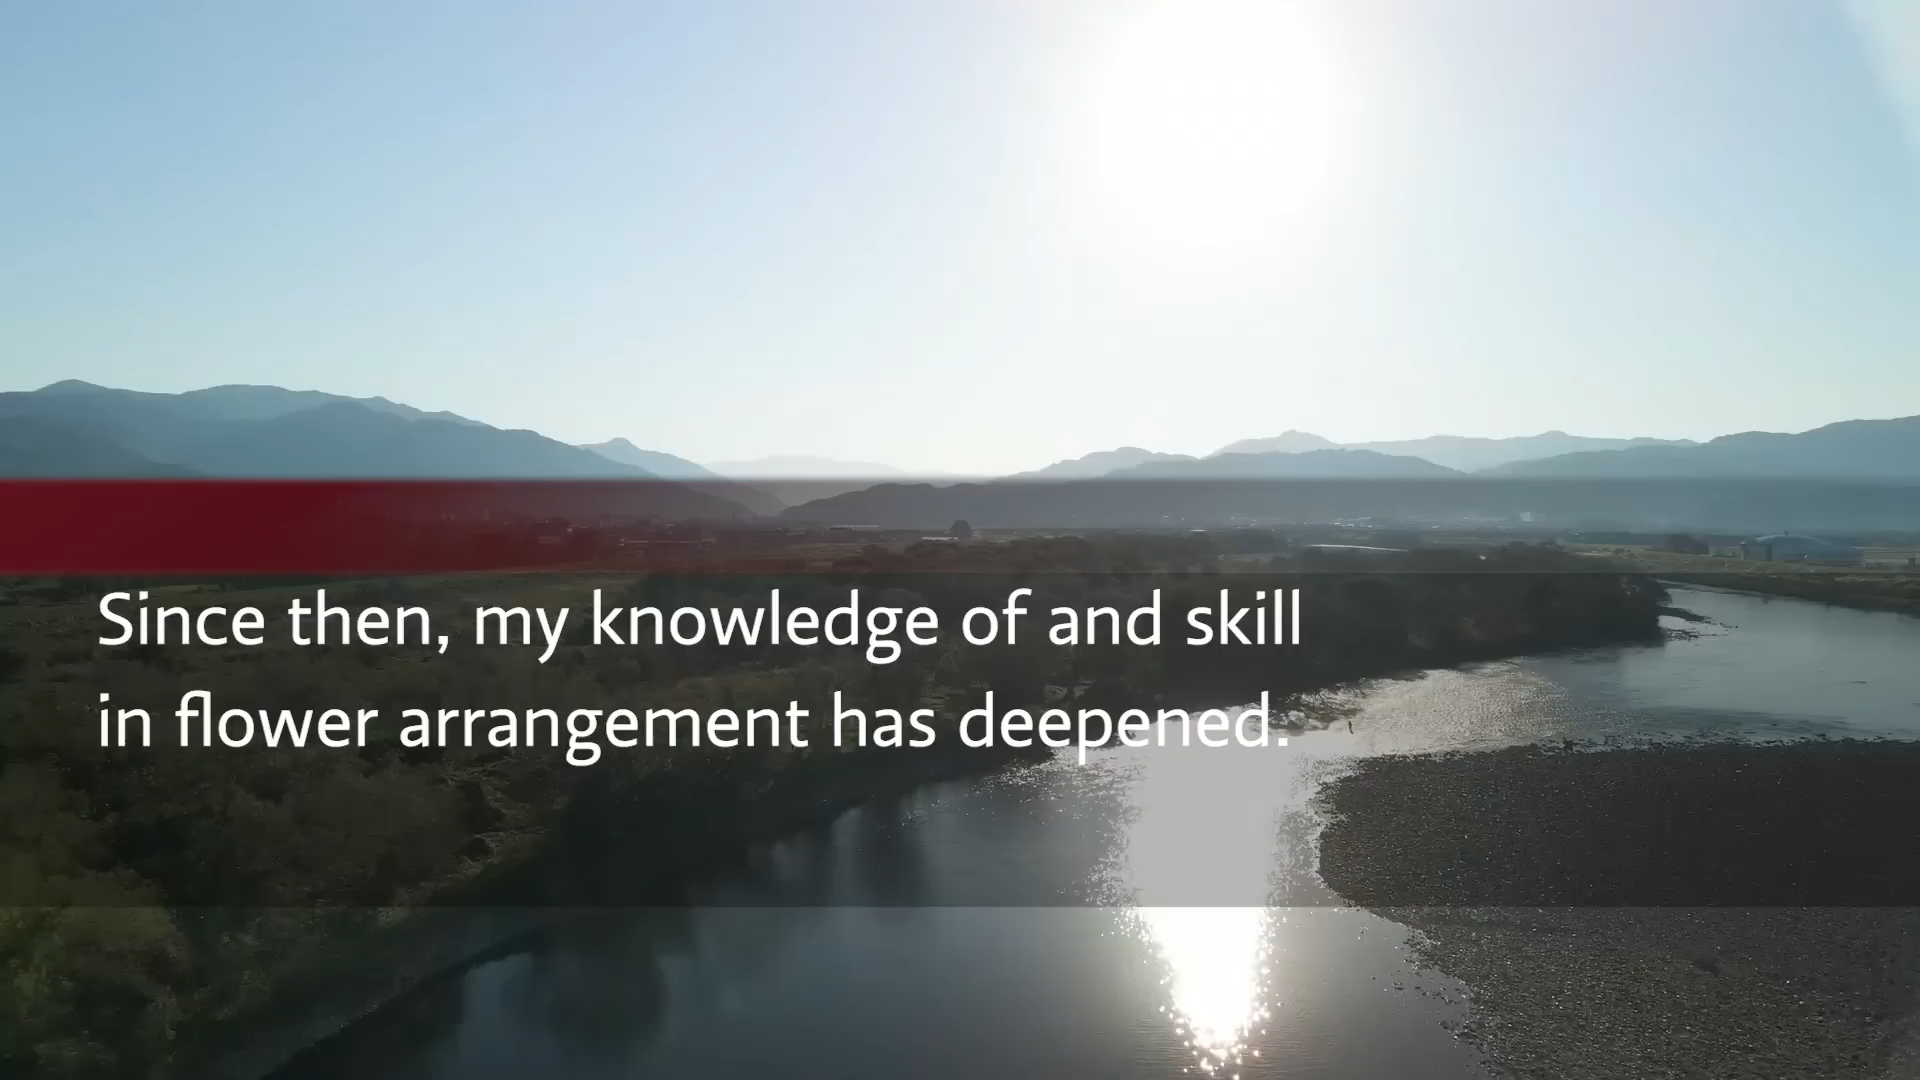 Since then, my knowledge of and skill
in flower arrangement has deepened.